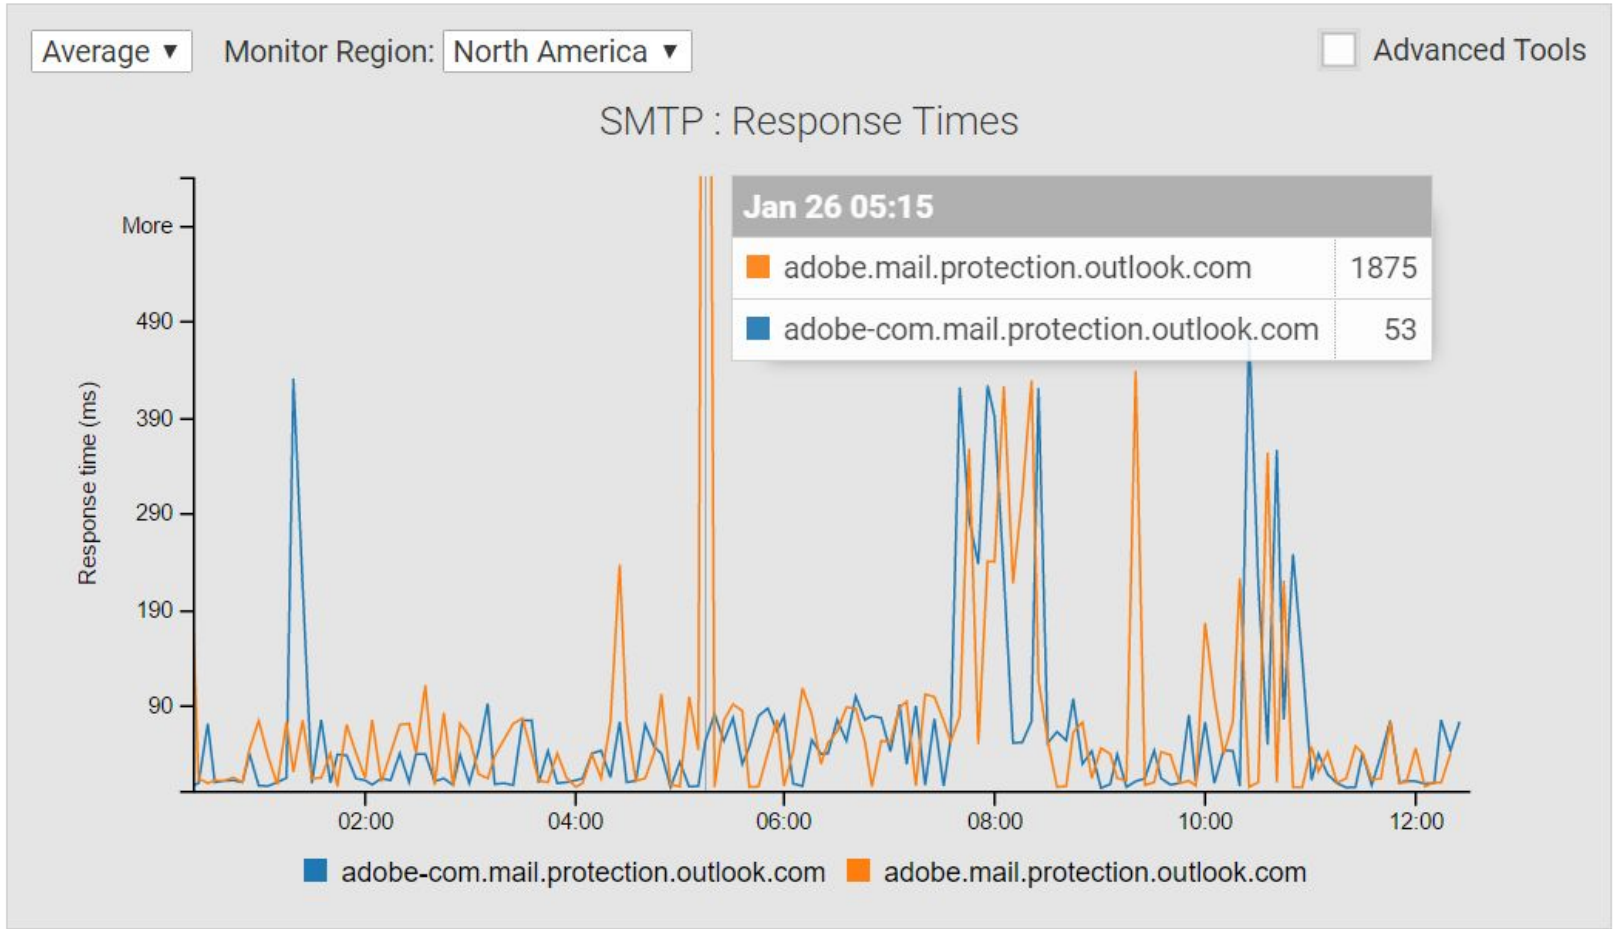 Average ▼ Monitor Region: North America ▼ Advanced Tools
SMTP : Response Times
Jan 26 05:15
adobe.mail.protection.outlook.com 1875
adobe-com.mail.protection.outlook.com 53
Response time (ms)
More
490
390
290
190
90
02:00 04:00 06:00 08:00 10:00 12:00
adobe-com.mail.protection.outlook.com adobe.mail.protection.outlook.com